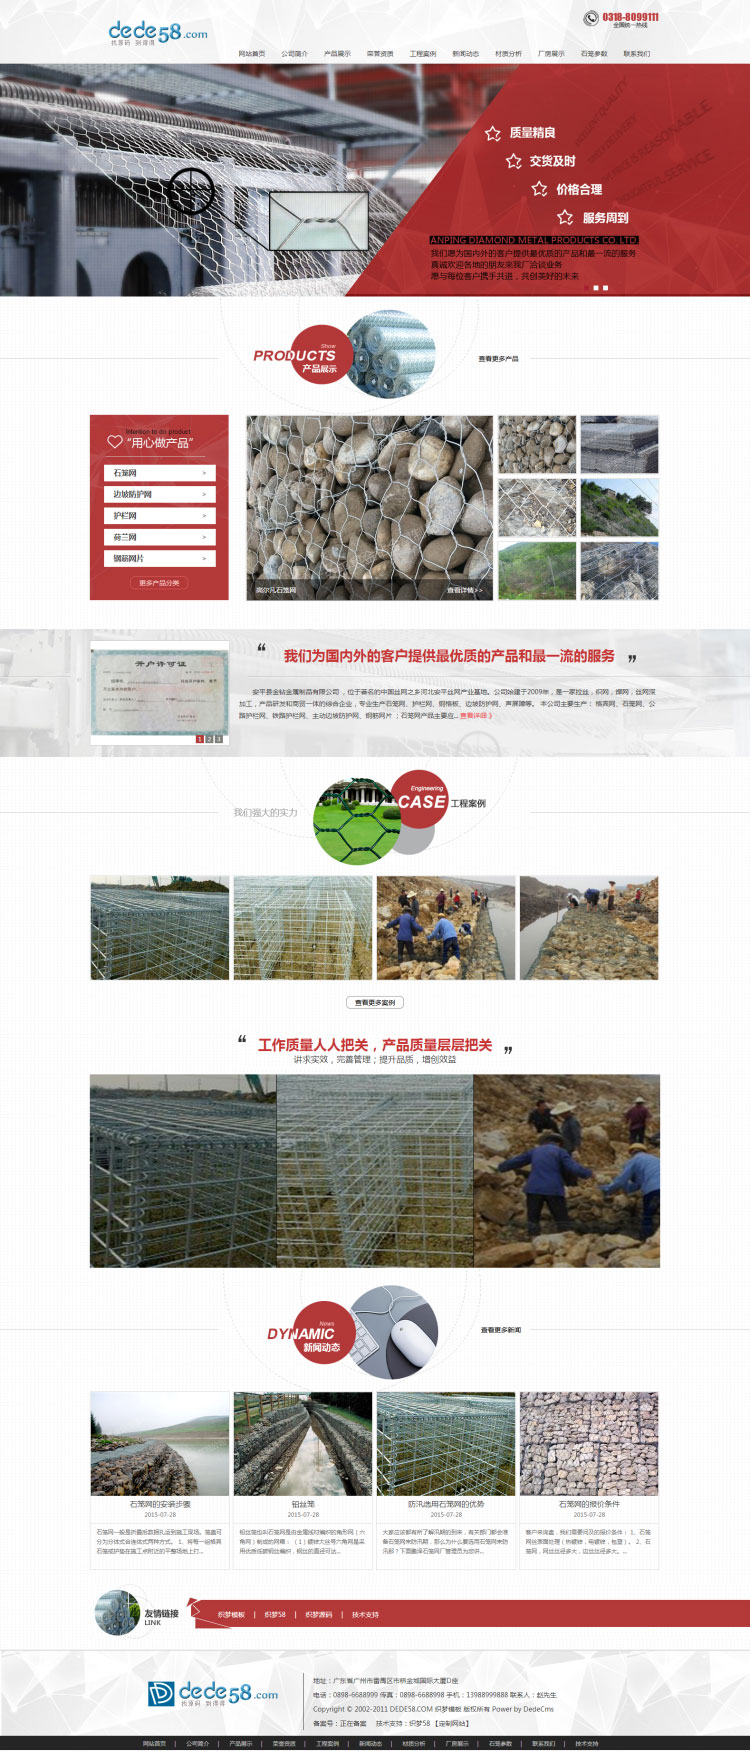 dede58.com
找源码 到得得
0318-8099111
全国统一热线
网站首页 公司简介 产品展示 荣誉资质 工程案例 新闻动态 材质分析 厂房展示 石笼参数 联系我们
质量精良
交货及时
价格合理
服务周到
ANPING DIAMOND METAL PRODUCTS CO.,LTD.
我们愿为国内外的客户提供最优质的产品和最一流的服务
真诚欢迎各地的朋友来我厂洽谈业务
愿与每位客户携手共进，共创美好的未来
Show
PRODUCTS
产品展示
查看更多产品
Intention to do product
“用心做产品”
石笼网 >
边坡防护网 >
护栏网 >
荷兰网 >
钢筋网片 >
更多产品分类
高尔凡石笼网 查看详情>>
开户许可证
1 2 3
“ 我们为国内外的客户提供最优质的产品和最一流的服务 ”
安平县金钻金属制品有限公司，位于著名的中国丝网之乡河北安平丝网产业基地。公司始建于2009年，是一家拉丝，织网，焊网，丝网深
加工，产品研发和商贸一体的综合企业，专业生产石笼网、护栏网、钢格板、边坡防护网、声屏障等。 本公司主要生产： 格宾网、石笼网、公
路护栏网、铁路护栏网、主动边坡防护网、钢筋网片 ；石笼网产品主要应... 查看详细 》
Engineering
CASE 工程案例
我们强大的实力
查看更多案例
“ 工作质量人人把关，产品质量层层把关 ”
讲求实效，完善管理；提升品质，增创效益
News
DYNAMIC
新闻动态
查看更多新闻
石笼网的安装步骤
2015-07-28
石笼网一般是折叠后放捆扎运到施工现场。笼盖可
分为分体式合连体式两种方式。 1、将每一组格宾
石笼或护垫在施工点附近的平整场地上打...
铅丝笼
2015-07-28
铅丝笼也叫石笼网是由金属线材编织的角形网（六
角网）制成的网箱： （1）镀锌大丝号六角网是采
用优质低碳钢丝编织，钢丝的直径可达...
防汛选用石笼网的优势
2015-07-28
大家应该都有所了解汛期的到来，有关部门都会准
备石笼网来防汛期，那么为什么要选用石笼网来防
汛那？下面圜深石笼网厂管理员为您讲...
石笼网的报价条件
2015-07-28
客户来询盘，我们需要问及的报价条件： 1、石笼
网丝表面处理（热镀锌，电镀锌，包塑）。 2、石
笼网，网丝丝径多大，边丝丝径多大。...
友情链接
LINK
织梦模板 | 织梦58 | 织梦源码 | 技术支持
dede58.com
找源码 到得得
地址：广东省广州市番禺区市桥金城国际大厦D座
电话：0898-6688999 传真：0898-6688998 手机：13988999888 联系人：赵先生
Copyright © 2002-2011 DEDE58.COM 织梦模板 版权所有 Power by DedeCms
备案号：正在备案 技术支持：织梦58 【定制网站】
网站首页 | 公司简介 | 产品展示 | 荣誉资质 | 工程案例 | 新闻动态 | 材质分析 | 厂房展示 | 石笼参数 | 联系我们 | 技术支持